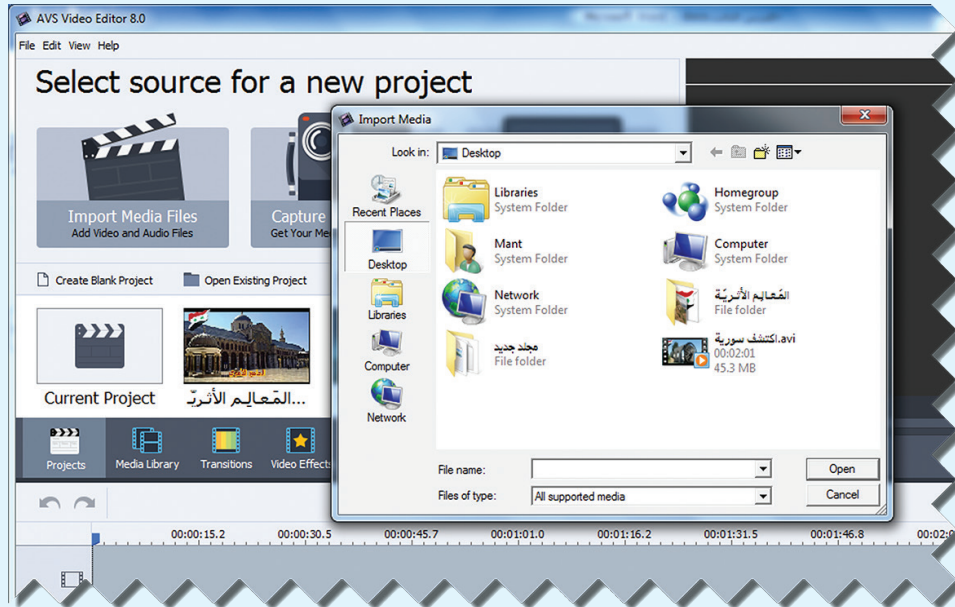 AVS Video Editor 8.0
File Edit View Help
Select source for a new project
Import Media Files
Add Video and Audio Files
Capture
Get Your Me
Create Blank Project
Open Existing Project
Current Project
المَعالِم الأثريّـ...
Projects
Media Library
Transitions
Video Effects
Import Media
Look in:
Desktop
Recent Places
Desktop
Libraries
Computer
Network
Libraries
System Folder
Homegroup
System Folder
Mant
System Folder
Computer
System Folder
Network
System Folder
المَعالِم الأثريّة
File folder
مجلد جديد
File folder
اكتشف سورية.avi
00:02:01
45.3 MB
File name:
Open
Files of type:
All supported media
Cancel
00:00:15.2 00:00:30.5 00:00:45.7 00:01:01.0 00:01:16.2 00:01:31.5 00:01:46.8 00:02:0